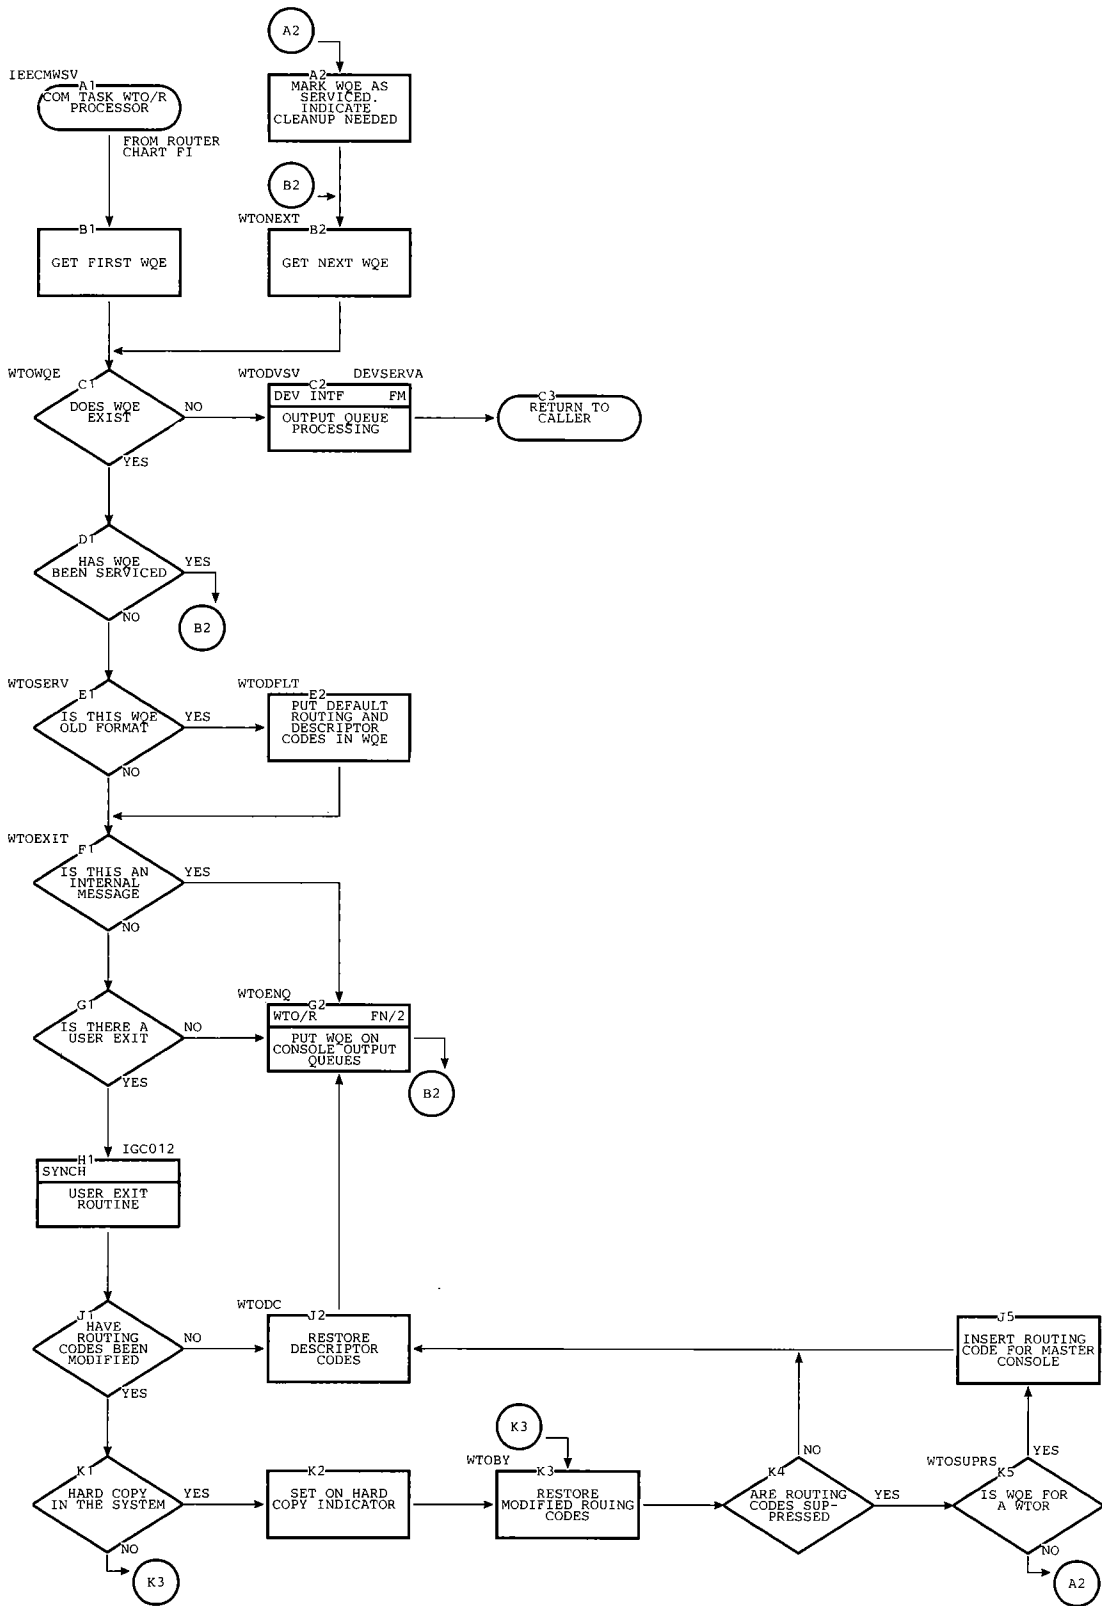 A2
IEECMWSV
A1
COM TASK WTO/R
PROCESSOR
A2
MARK WQE AS
SERVICED.
INDICATE
CLEANUP NEEDED
FROM ROUTER
CHART FI
B2
WTONEXT
B1
GET FIRST WQE
B2
GET NEXT WQE
WTOWQE
C1
DOES WQE
EXIST
NO
YES
WTODVSV
DEVSERVA
C2
DEV INTF FM
OUTPUT QUEUE
PROCESSING
C3
RETURN TO
CALLER
D1
HAS WQE
BEEN SERVICED
YES
NO
B2
WTOSERV
E1
IS THIS WQE
OLD FORMAT
YES
NO
WTODFLT
E2
PUT DEFAULT
ROUTING AND
DESCRIPTOR
CODES IN WQE
WTOEXIT
F1
IS THIS AN
INTERNAL
MESSAGE
YES
NO
G1
IS THERE A
USER EXIT
NO
YES
WTOENQ
G2
WTO/R FN/2
PUT WQE ON
CONSOLE OUTPUT
QUEUES
B2
IGC012
H1
SYNCH
USER EXIT
ROUTINE
J1
HAVE
ROUTING
CODES BEEN
MODIFIED
NO
YES
WTODC
J2
RESTORE
DESCRIPTOR
CODES
J5
INSERT ROUTING
CODE FOR MASTER
CONSOLE
K1
HARD COPY
IN THE SYSTEM
YES
NO
K3
K2
SET ON HARD
COPY INDICATOR
K3
WTOBY
K3
RESTORE
MODIFIED ROUING
CODES
NO
K4
ARE ROUTING
CODES SUP-
PRESSED
YES
WTOSUPRS
YES
K5
IS WQE FOR
A WTOR
NO
A2